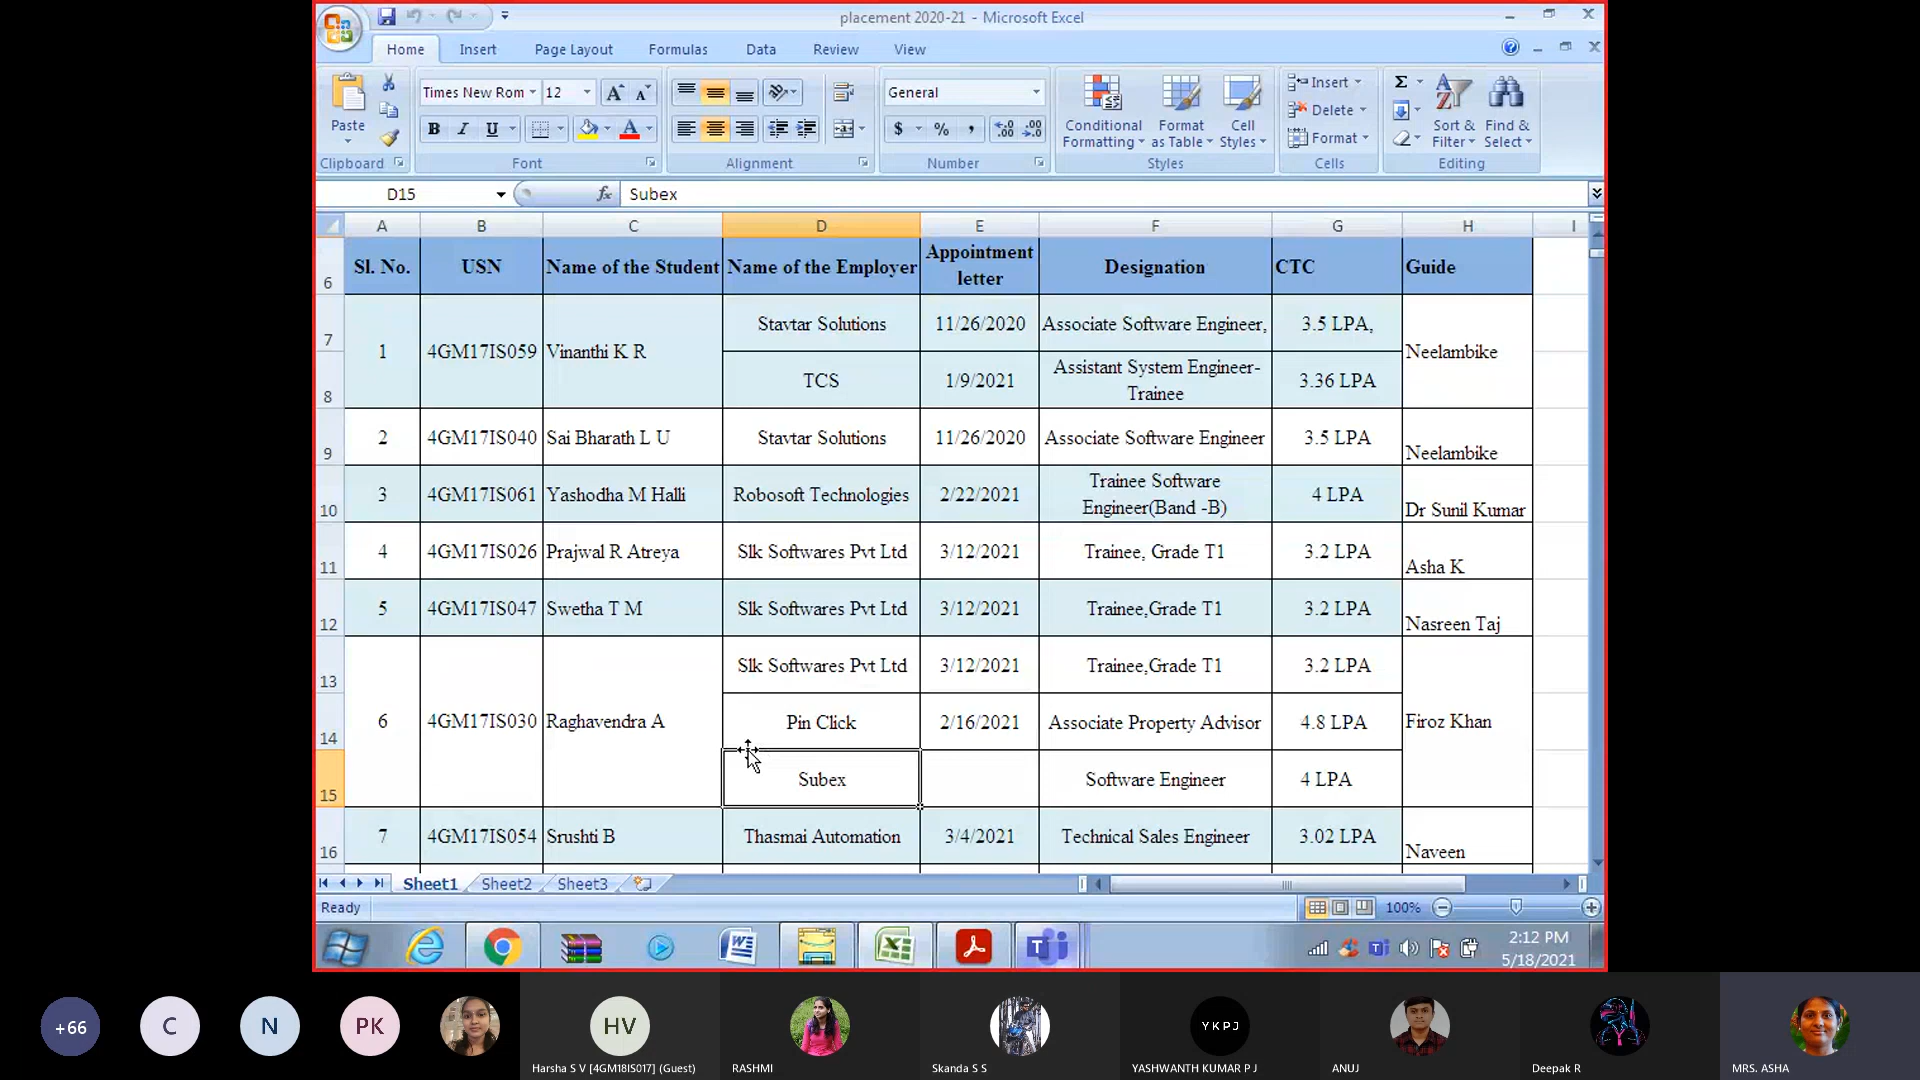 placement 2020-21 - Microsoft Excel
Home Insert Page Layout Formulas Data Review View
Times New Rom 12 General Insert Σ
Paste Conditional Formatting Format as Table Cell Styles Delete Sort & Filter Find & Select
B I U $ % , Format
Clipboard Font Alignment Number Styles Cells Editing
D15 fx Subex
A B C D E F G H I
6 Sl. No. USN Name of the Student Name of the Employer Appointment letter Designation CTC Guide
7 1 4GM17IS059 Vinanthi K R Stavtar Solutions 11/26/2020 Associate Software Engineer, 3.5 LPA, Neelambike
8 TCS 1/9/2021 Assistant System Engineer-Trainee 3.36 LPA
9 2 4GM17IS040 Sai Bharath L U Stavtar Solutions 11/26/2020 Associate Software Engineer 3.5 LPA Neelambike
10 3 4GM17IS061 Yashodha M Halli Robosoft Technologies 2/22/2021 Trainee Software Engineer(Band -B) 4 LPA Dr Sunil Kumar
11 4 4GM17IS026 Prajwal R Atreya Slk Softwares Pvt Ltd 3/12/2021 Trainee, Grade T1 3.2 LPA Asha K
12 5 4GM17IS047 Swetha T M Slk Softwares Pvt Ltd 3/12/2021 Trainee,Grade T1 3.2 LPA Nasreen Taj
13 Slk Softwares Pvt Ltd 3/12/2021 Trainee,Grade T1 3.2 LPA
14 6 4GM17IS030 Raghavendra A Pin Click 2/16/2021 Associate Property Advisor 4.8 LPA Firoz Khan
15 Subex Software Engineer 4 LPA
16 7 4GM17IS054 Srushti B Thasmai Automation 3/4/2021 Technical Sales Engineer 3.02 LPA Naveen
Sheet1 Sheet2 Sheet3
Ready 100%
2:12 PM
5/18/2021
+66 C N PK HV YKPJ
Harsha S V [4GM18IS017] (Guest) RASHMI Skanda S S YASHWANTH KUMAR P J ANUJ Deepak R MRS. ASHA